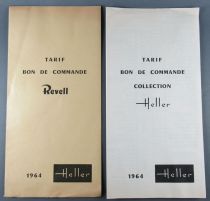 TARIF
BON DE COMMANDE
Revell
1964 Heller
TARIF
BON DE COMMANDE
COLLECTION
Heller
1964 Heller